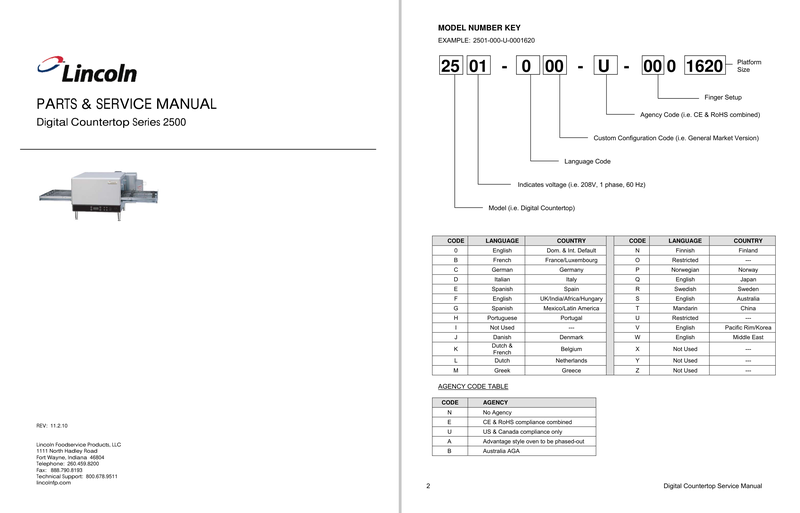 Lincoln
PARTS & SERVICE MANUAL
Digital Countertop Series 2500
REV: 11.2.10
Lincoln Foodservice Products, LLC
1111 North Hadley Road
Fort Wayne, Indiana 46804
Telephone: 260.459.8200
Fax: 888.790.8193
Technical Support: 800.678.9511
lincolnfp.com
MODEL NUMBER KEY
EXAMPLE: 2501-000-U-0001620
25 01 - 0 00 - U - 00 0 1620
Platform
Size
Finger Setup
Agency Code (i.e. CE & RoHS combined)
Custom Configuration Code (i.e. General Market Version)
Language Code
Indicates voltage (i.e. 208V, 1 phase, 60 Hz)
Model (i.e. Digital Countertop)
CODE LANGUAGE COUNTRY CODE LANGUAGE COUNTRY
0 English Dom. & Int. Default N Finnish Finland
B French France/Luxembourg O Restricted ---
C German Germany P Norwegian Norway
D Italian Italy Q English Japan
E Spanish Spain R Swedish Sweden
F English UK/India/Africa/Hungary S English Australia
G Spanish Mexico/Latin America T Mandarin China
H Portuguese Portugal U Restricted ---
I Not Used --- V English Pacific Rim/Korea
J Danish Denmark W English Middle East
K Dutch & French Belgium X Not Used ---
L Dutch Netherlands Y Not Used ---
M Greek Greece Z Not Used ---
AGENCY CODE TABLE
CODE AGENCY
N No Agency
E CE & RoHS compliance combined
U US & Canada compliance only
A Advantage style oven to be phased-out
B Australia AGA
2 Digital Countertop Service Manual